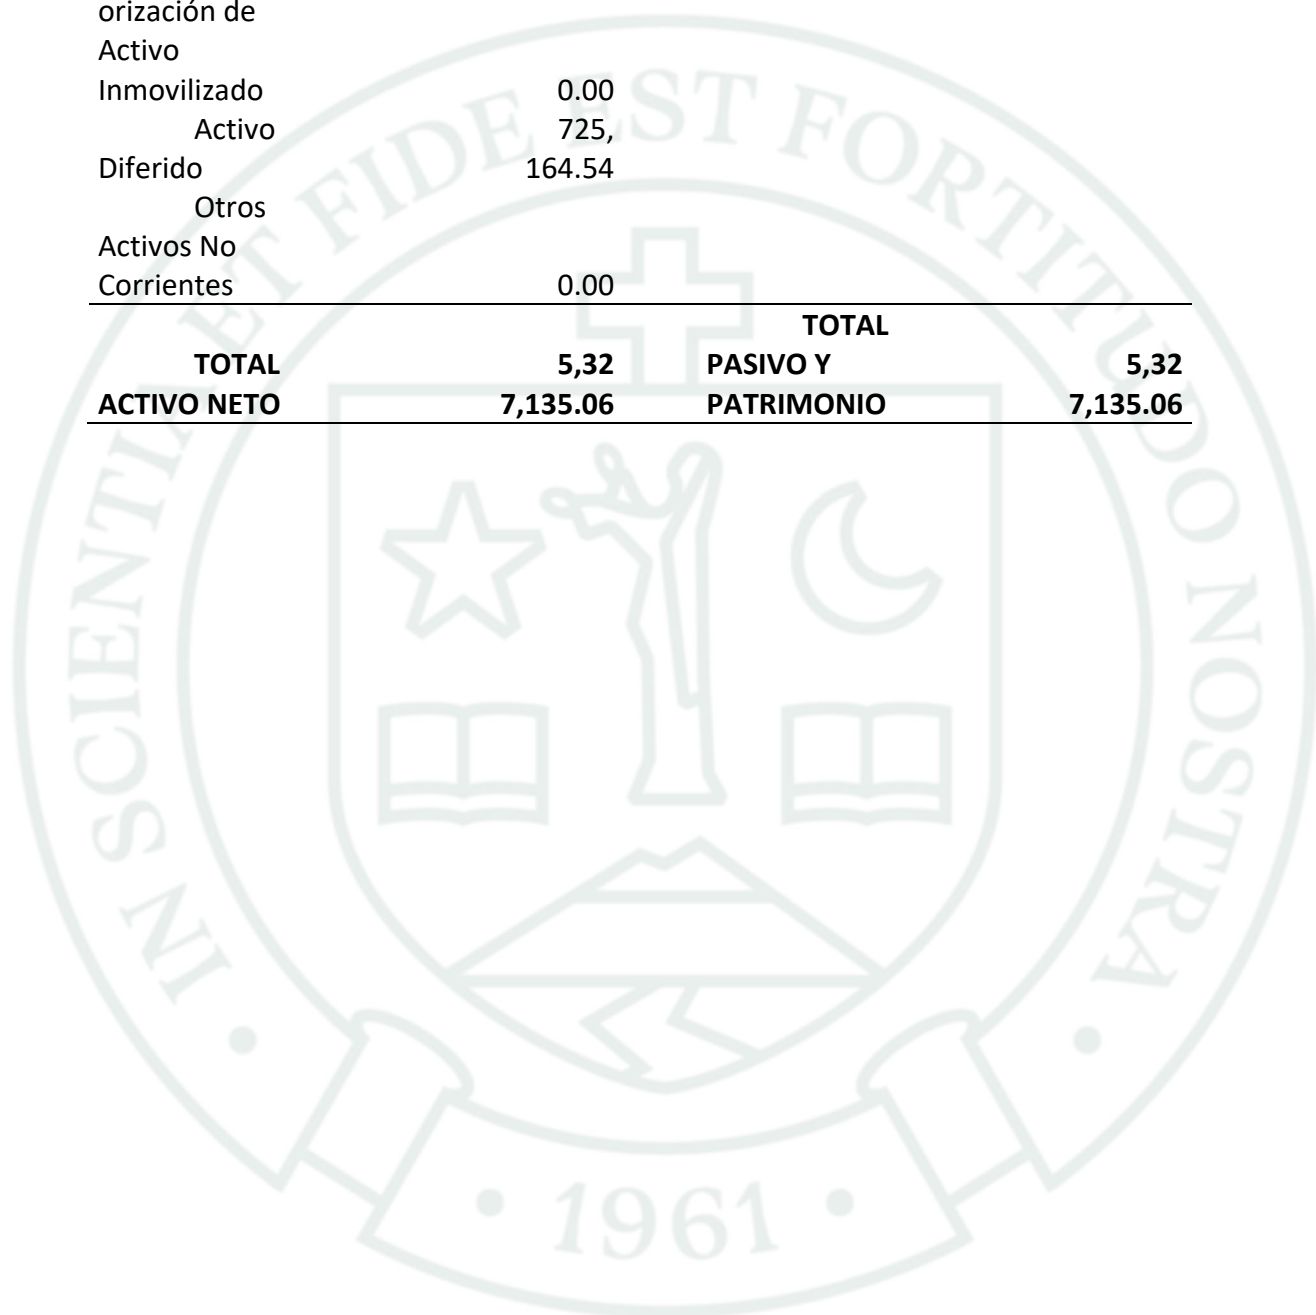 orización de
Activo
Inmovilizado 0.00
Activo 725,
Diferido 164.54
Otros
Activos No
Corrientes 0.00
TOTAL
TOTAL 5,32 PASIVO Y 5,32
ACTIVO NETO 7,135.06 PATRIMONIO 7,135.06
IN SCIENTIA ET FIDE EST FORTITUDO NOSTRA
• 1961 •